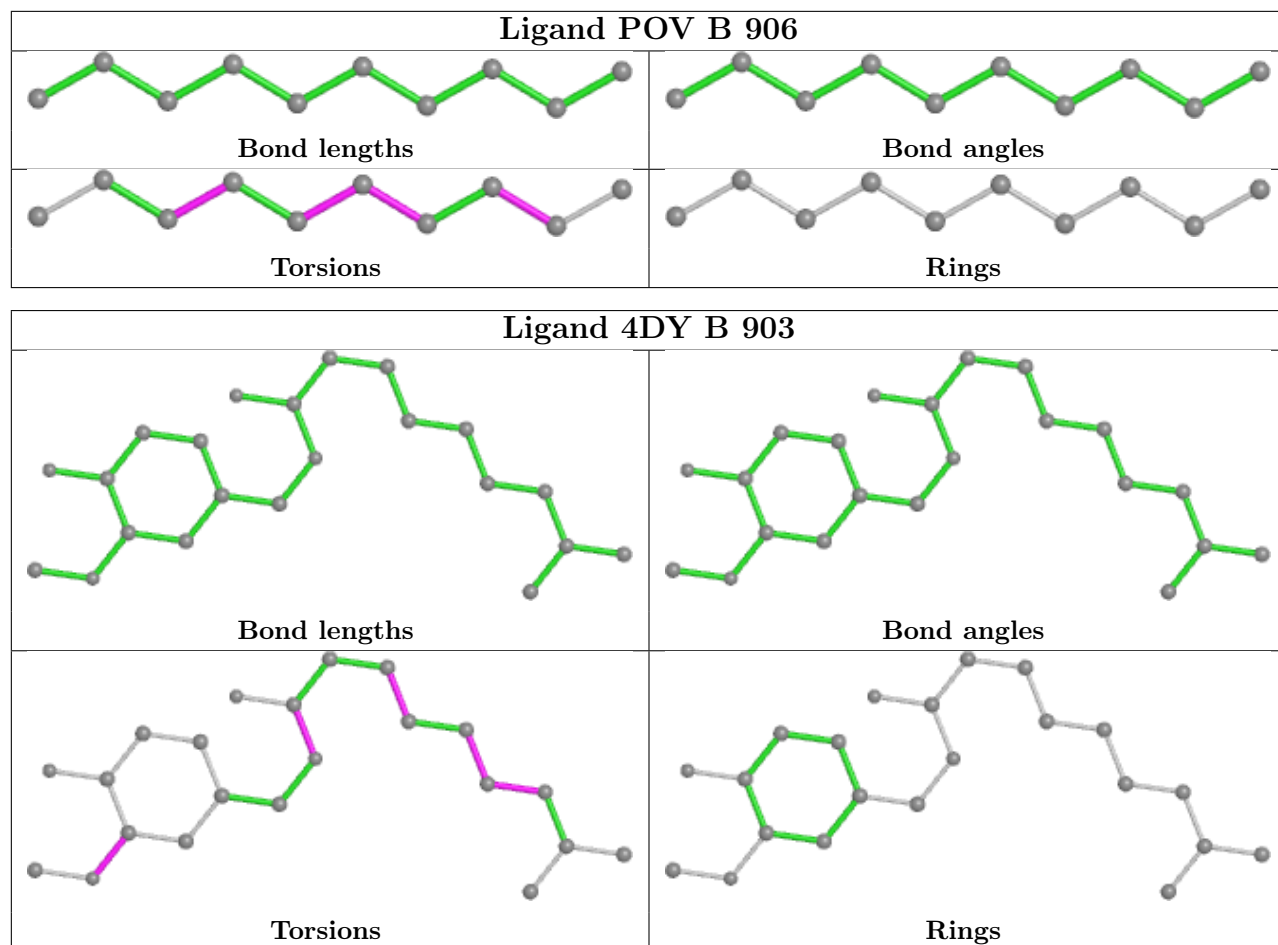 Ligand POV B 906
Bond lengths
Bond angles
Torsions
Rings
Ligand 4DY B 903
Bond lengths
Bond angles
Torsions
Rings